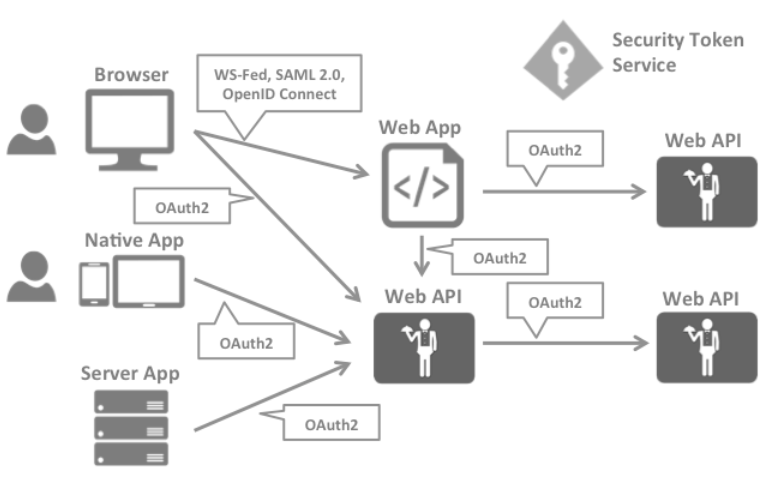 Security Token
Service
Browser
WS-Fed, SAML 2.0,
OpenID Connect
Web App
OAuth2
Web API
</>
OAuth2
Native App
OAuth2
Web API
OAuth2
Web API
OAuth2
Server App
OAuth2